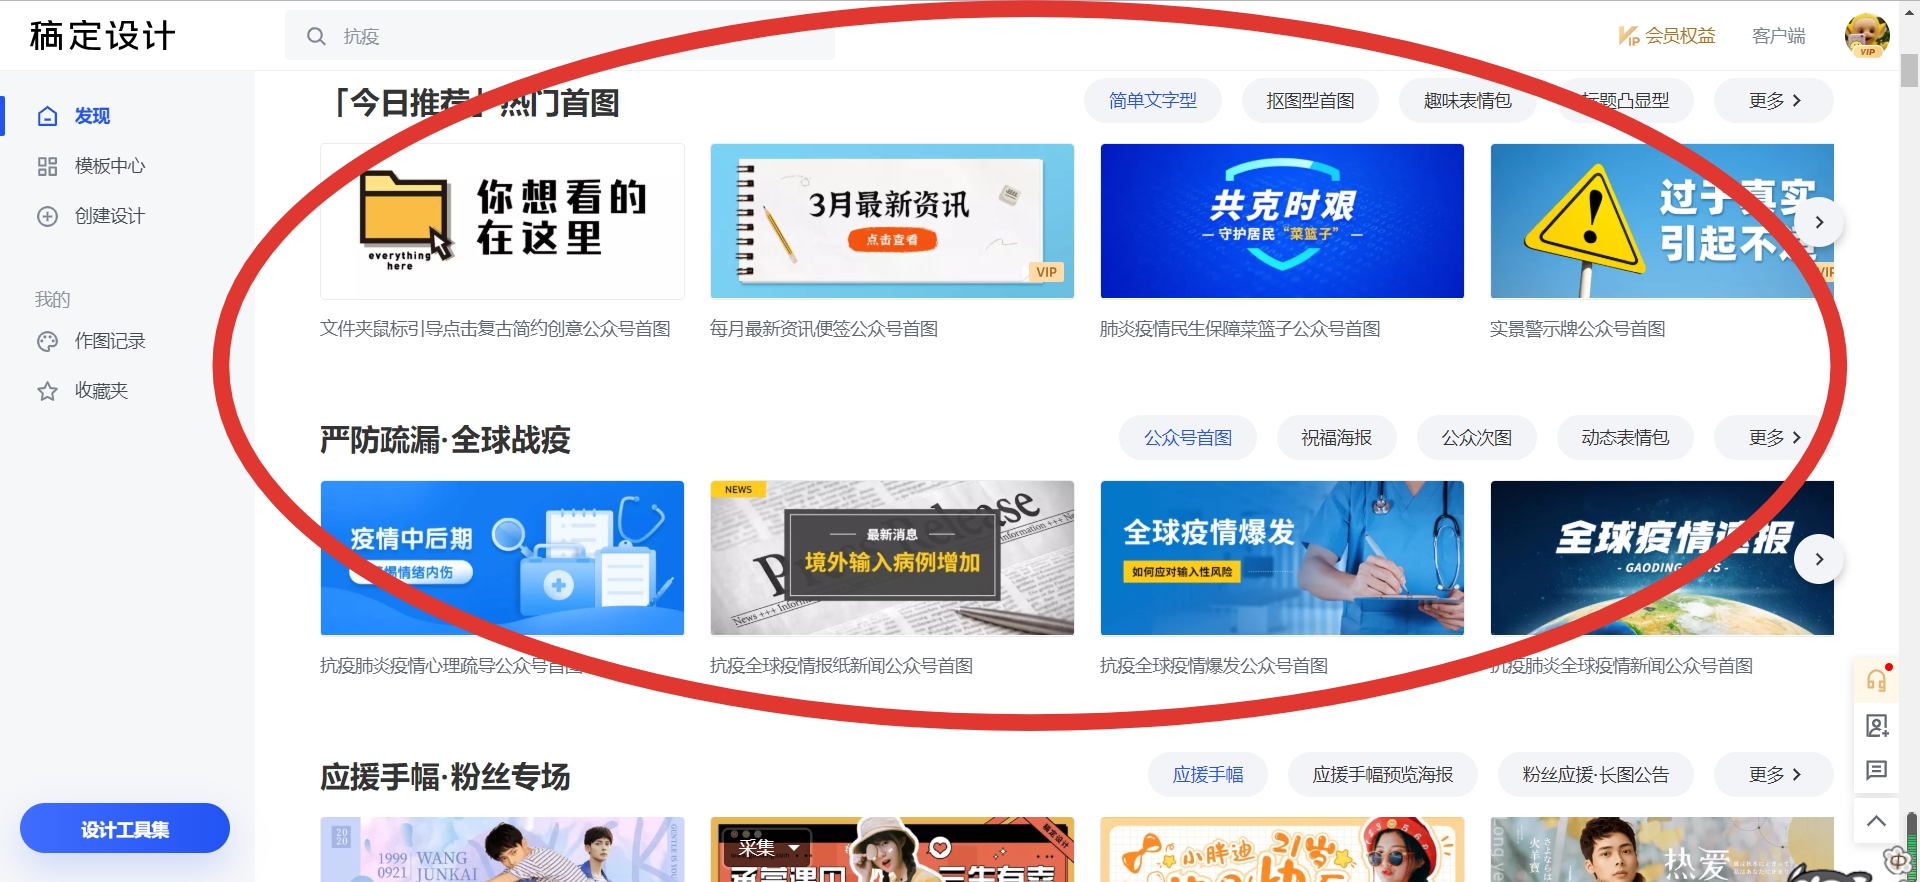 稿定设计
抗疫
会员权益
客户端
VIP
发现
模板中心
创建设计
我的
作图记录
收藏夹
设计工具集
「今日推荐」热门首图
简单文字型
抠图型首图
趣味表情包
标题凸显型
更多
你想看的
在这里
everything
here
3月最新资讯
点击查看
VIP
共克时艰
守护居民“菜篮子”
过于真实
引起不适
VIP
文件夹鼠标引导点击复古简约创意公众号首图
每月最新资讯便签公众号首图
肺炎疫情民生保障菜篮子公众号首图
实景警示牌公众号首图
严防疏漏·全球战疫
公众号首图
祝福海报
公众次图
动态表情包
更多
疫情中后期
情绪内伤
NEWS
Press Release
最新消息
境外输入病例增加
全球疫情爆发
如何应对输入性风险
全球疫情速报
- GAODING NEWS -
抗疫肺炎疫情心理疏导公众号首图
抗疫全球疫情报纸新闻公众号首图
抗疫全球疫情爆发公众号首图
抗疫肺炎全球疫情新闻公众号首图
应援手幅·粉丝专场
应援手幅
应援手幅预览海报
粉丝应援·长图公告
更多
20
20
1999
0921
WANG
JUNKAI
采集
小胖迪
21岁
热爱
中